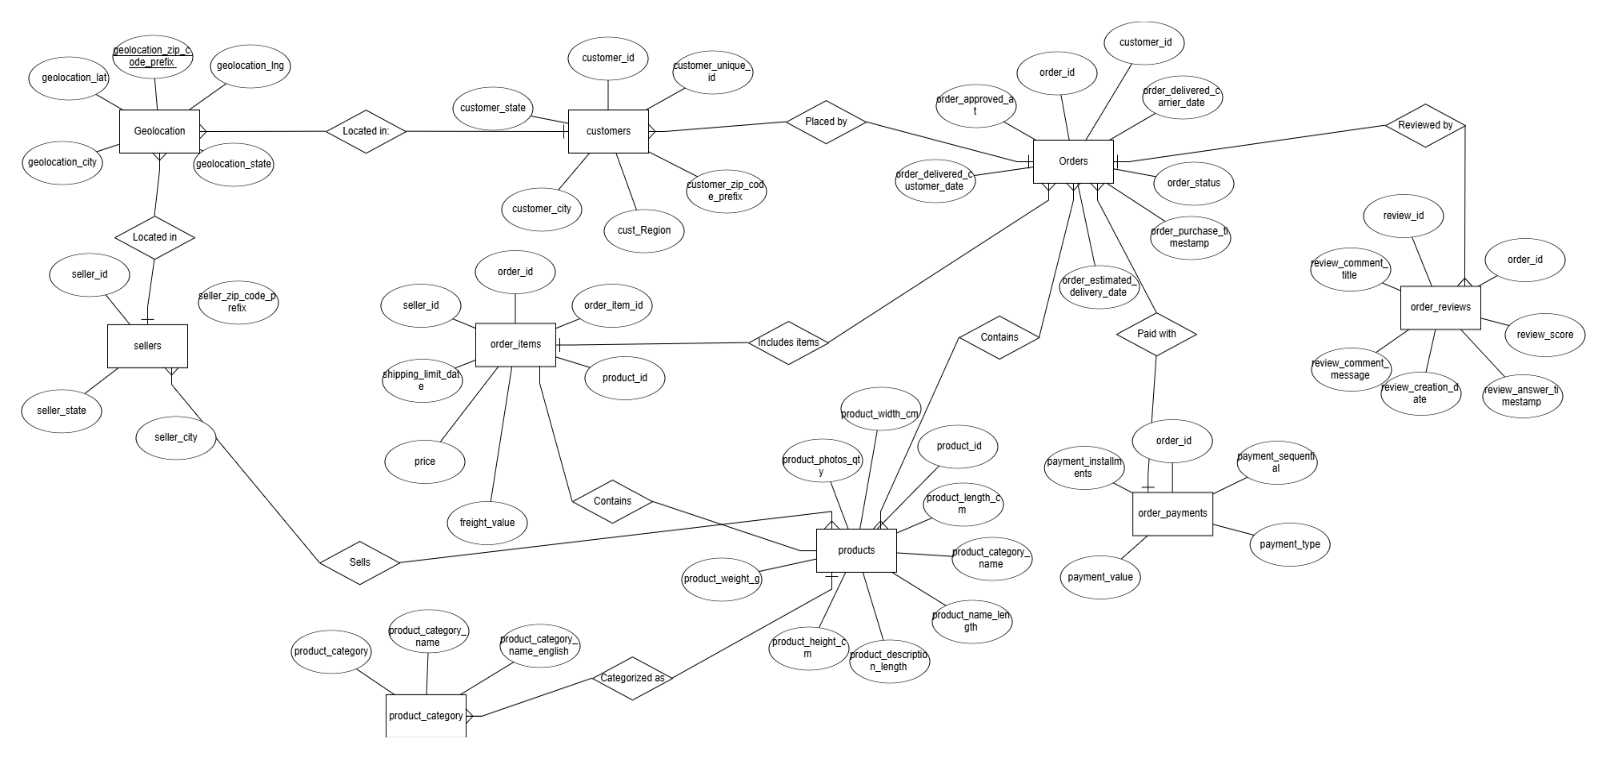 geolocation_zip_c
ode_prefix
geolocation_lat
geolocation_lng
Geolocation
geolocation_city
geolocation_state
Located in:
customer_id
customer_unique_
id
customer_state
customers
customer_city
cust_Region
customer_zip_cod
e_prefix
Placed by
customer_id
order_id
order_approved_a
t
order_delivered_c
arrier_date
Orders
order_delivered_c
ustomer_date
order_status
order_purchase_ti
mestamp
order_estimated_
delivery_date
Reviewed by
review_id
review_comment_
title
order_id
order_reviews
review_score
review_comment_
message
review_creation_d
ate
review_answer_ti
mestamp
Located in
seller_id
seller_zip_code_p
refix
sellers
seller_state
seller_city
order_id
seller_id
order_item_id
order_items
shipping_limit_dat
e
product_id
price
freight_value
Includes items
Contains
Paid with
order_id
payment_installm
ents
payment_sequenti
al
order_payments
payment_type
payment_value
product_width_cm
product_photos_qt
y
product_id
product_length_c
m
Contains
products
product_category_
name
product_weight_g
product_name_len
gth
product_height_c
m
product_descriptio
n_length
Sells
Categorized as
product_category
product_category_
name
product_category_
name_english
product_category